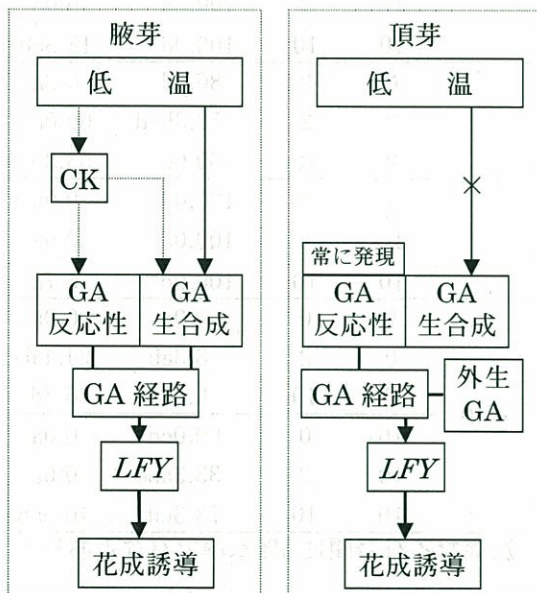 腋芽
低 温
CK
GA
反応性
GA
生合成
GA 経路
LFY
花成誘導
頂芽
低 温
常に発現
GA
反応性
GA
生合成
GA 経路
外生
GA
LFY
花成誘導